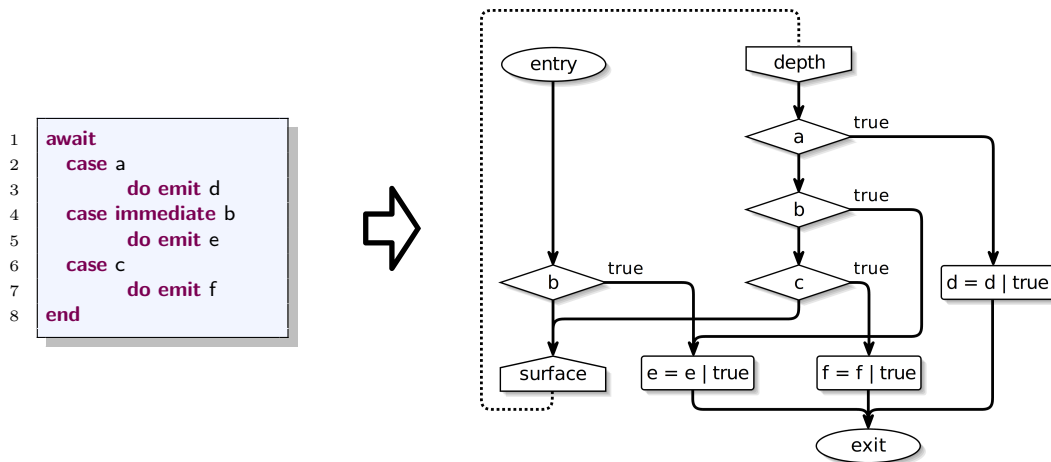 1 await
2 case a
3 do emit d
4 case immediate b
5 do emit e
6 case c
7 do emit f
8 end
entry
depth
a
true
b
true
b
true
c
true
d = d | true
surface
e = e | true
f = f | true
exit